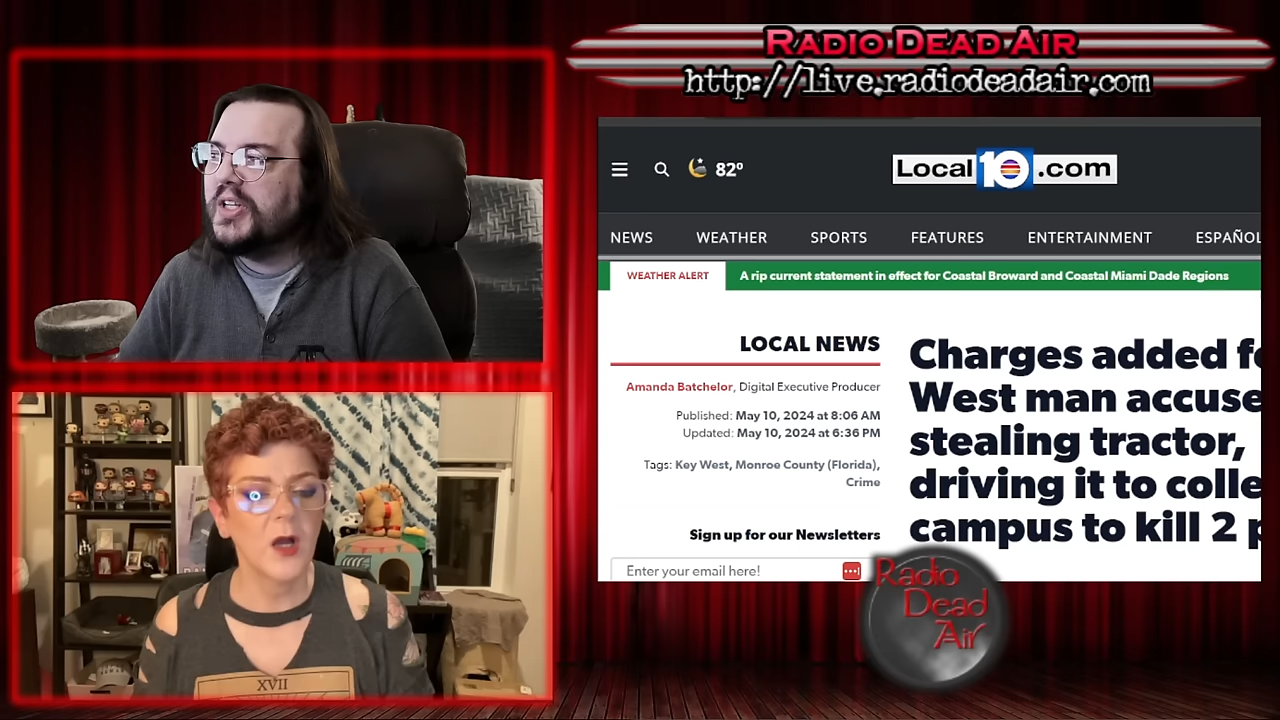 Radio Dead Air
http://live.radiodeadair.com
82º
Local 10 .com
NEWS WEATHER SPORTS FEATURES ENTERTAINMENT ESPAÑOL
WEATHER ALERT A rip current statement in effect for Coastal Broward and Coastal Miami Dade Regions
LOCAL NEWS
Amanda Batchelor, Digital Executive Producer
Published: May 10, 2024 at 8:06 AM
Updated: May 10, 2024 at 6:36 PM
Tags: Key West, Monroe County (Florida),
Crime
Sign up for our Newsletters
Enter your email here!
Charges added fo
West man accuse
stealing tractor,
driving it to colle
campus to kill 2 p
Radio
Dead
Air
XVII